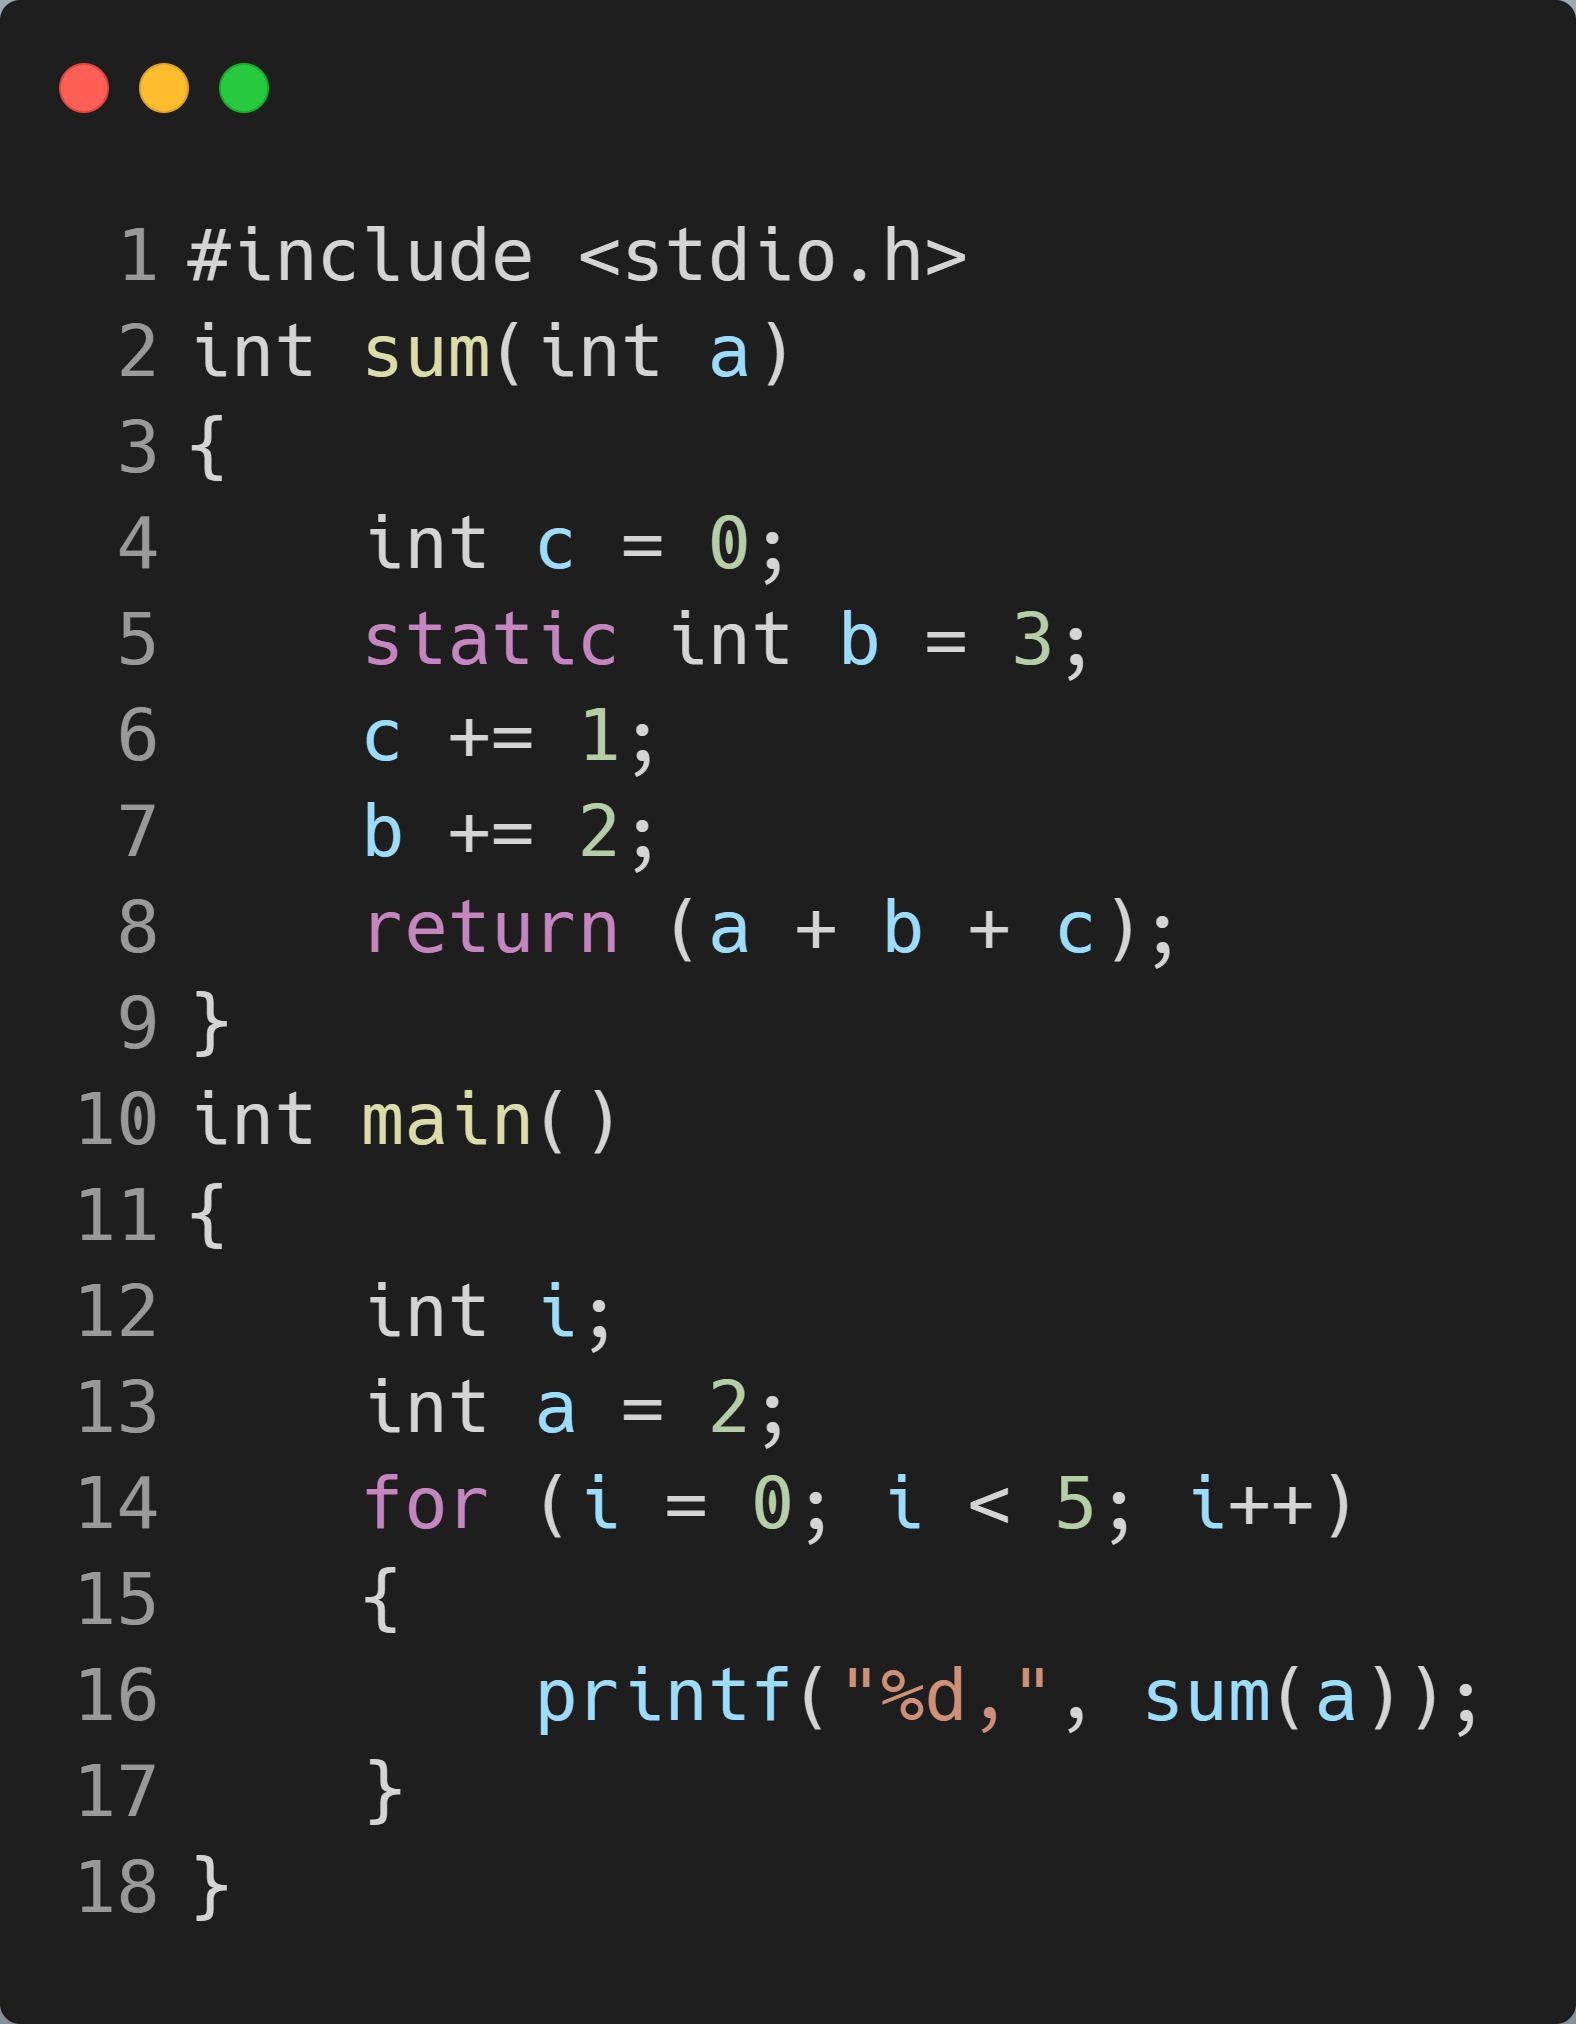 1 #include <stdio.h>
2 int sum(int a)
3 {
4     int c = 0;
5     static int b = 3;
6     c += 1;
7     b += 2;
8     return (a + b + c);
9 }
10 int main()
11 {
12     int i;
13     int a = 2;
14     for (i = 0; i < 5; i++)
15     {
16         printf("%d,", sum(a));
17     }
18 }